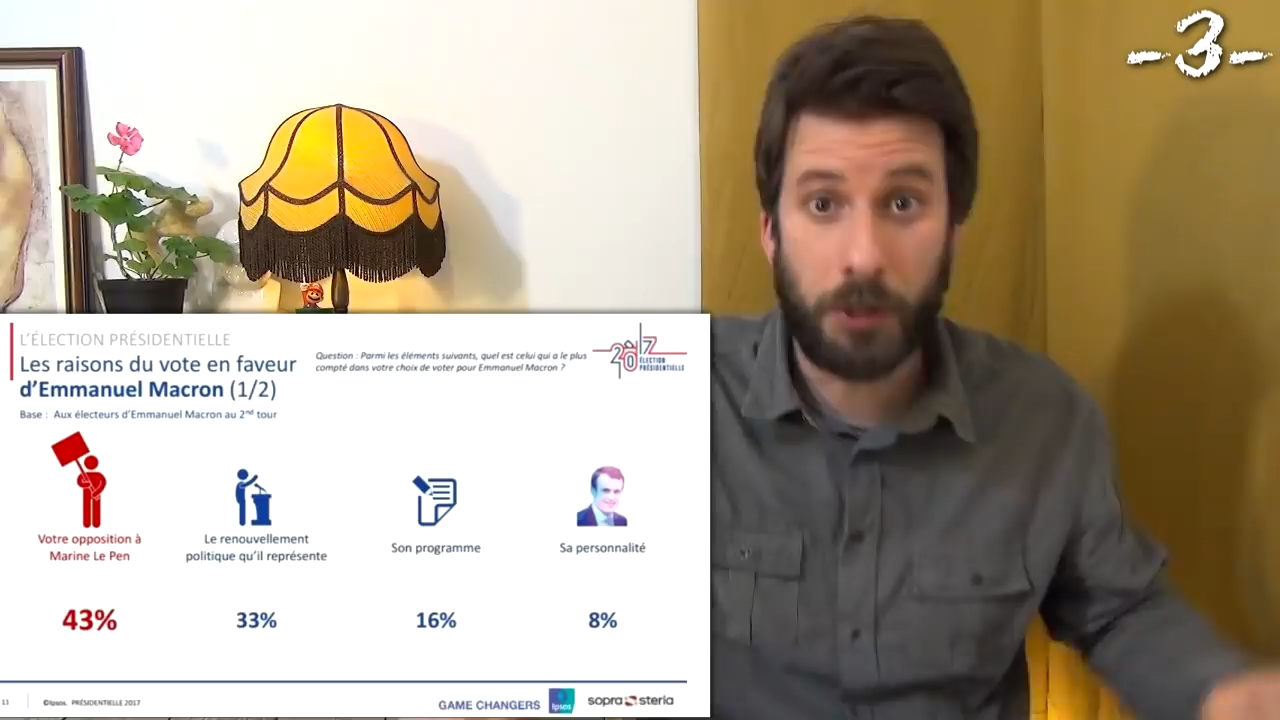 -3-
L'ÉLECTION PRÉSIDENTIELLE
Les raisons du vote en faveur
d'Emmanuel Macron (1/2)
Base : Aux électeurs d'Emmanuel Macron au 2nd tour
Question : Parmi les éléments suivants, quel est celui qui a le plus
compté dans votre choix de voter pour Emmanuel Macron ?
2017
ÉLECTION
PRÉSIDENTIELLE
Votre opposition à
Marine Le Pen
Le renouvellement
politique qu'il représente
Son programme
Sa personnalité
43%
33%
16%
8%
11
©Ipsos. PRÉSIDENTIELLE 2017
GAME CHANGERS
Ipsos
sopra steria